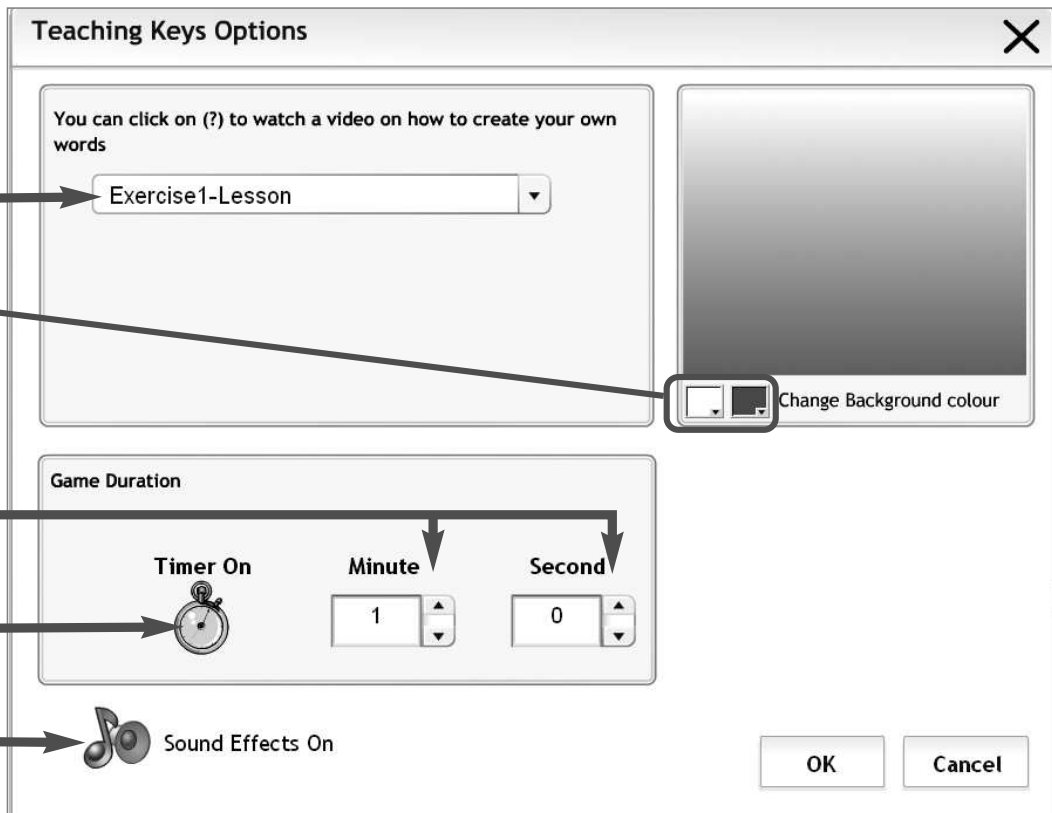 Teaching Keys Options
You can click on (?) to watch a video on how to create your own
words
Exercise1-Lesson
Change Background colour
Game Duration
Timer On
Minute
Second
1
0
Sound Effects On
OK
Cancel